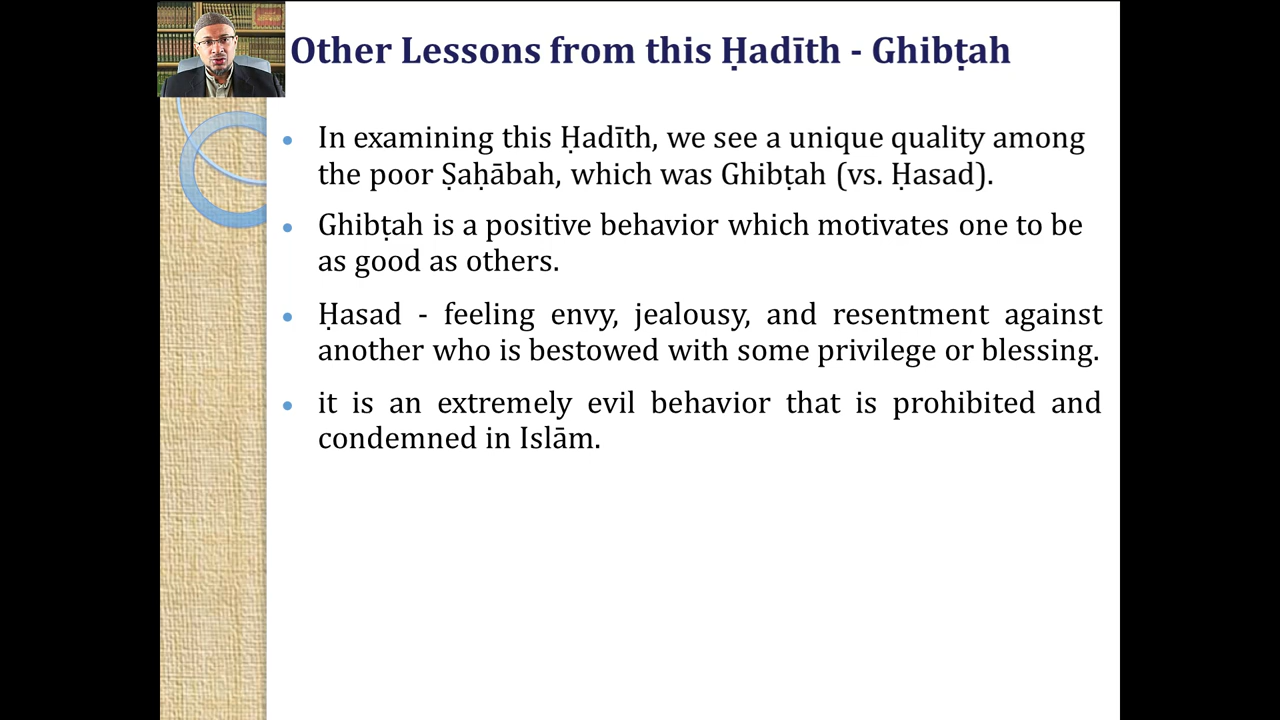 Other Lessons from this Ḥadīth - Ghibṭah
• In examining this Ḥadīth, we see a unique quality among
the poor Ṣaḥābah, which was Ghibṭah (vs. Ḥasad).
• Ghibṭah is a positive behavior which motivates one to be
as good as others.
• Ḥasad - feeling envy, jealousy, and resentment against
another who is bestowed with some privilege or blessing.
• it is an extremely evil behavior that is prohibited and
condemned in Islām.